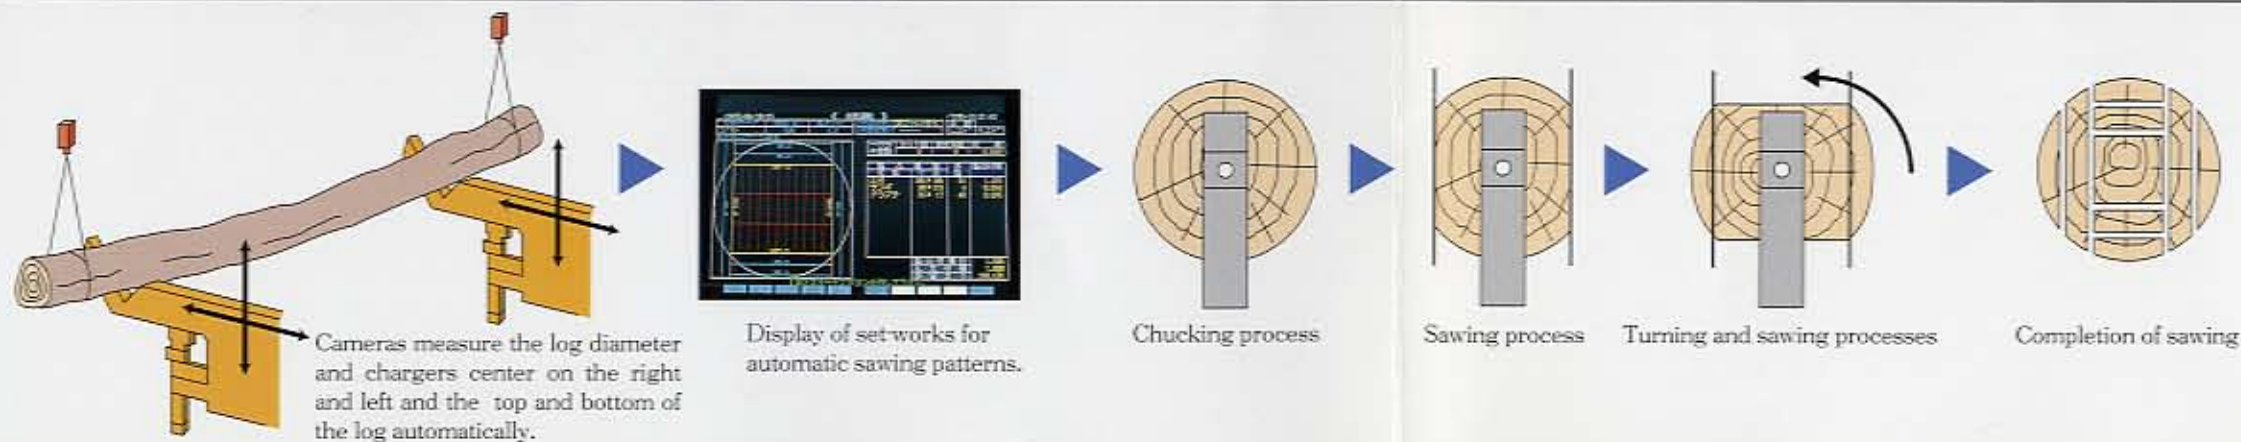 Cameras measure the log diameter
and chargers center on the right
and left and the top and bottom of
the log automatically.
Display of set-works for
automatic sawing patterns.
Chucking process
Sawing process
Turning and sawing processes
Completion of sawing